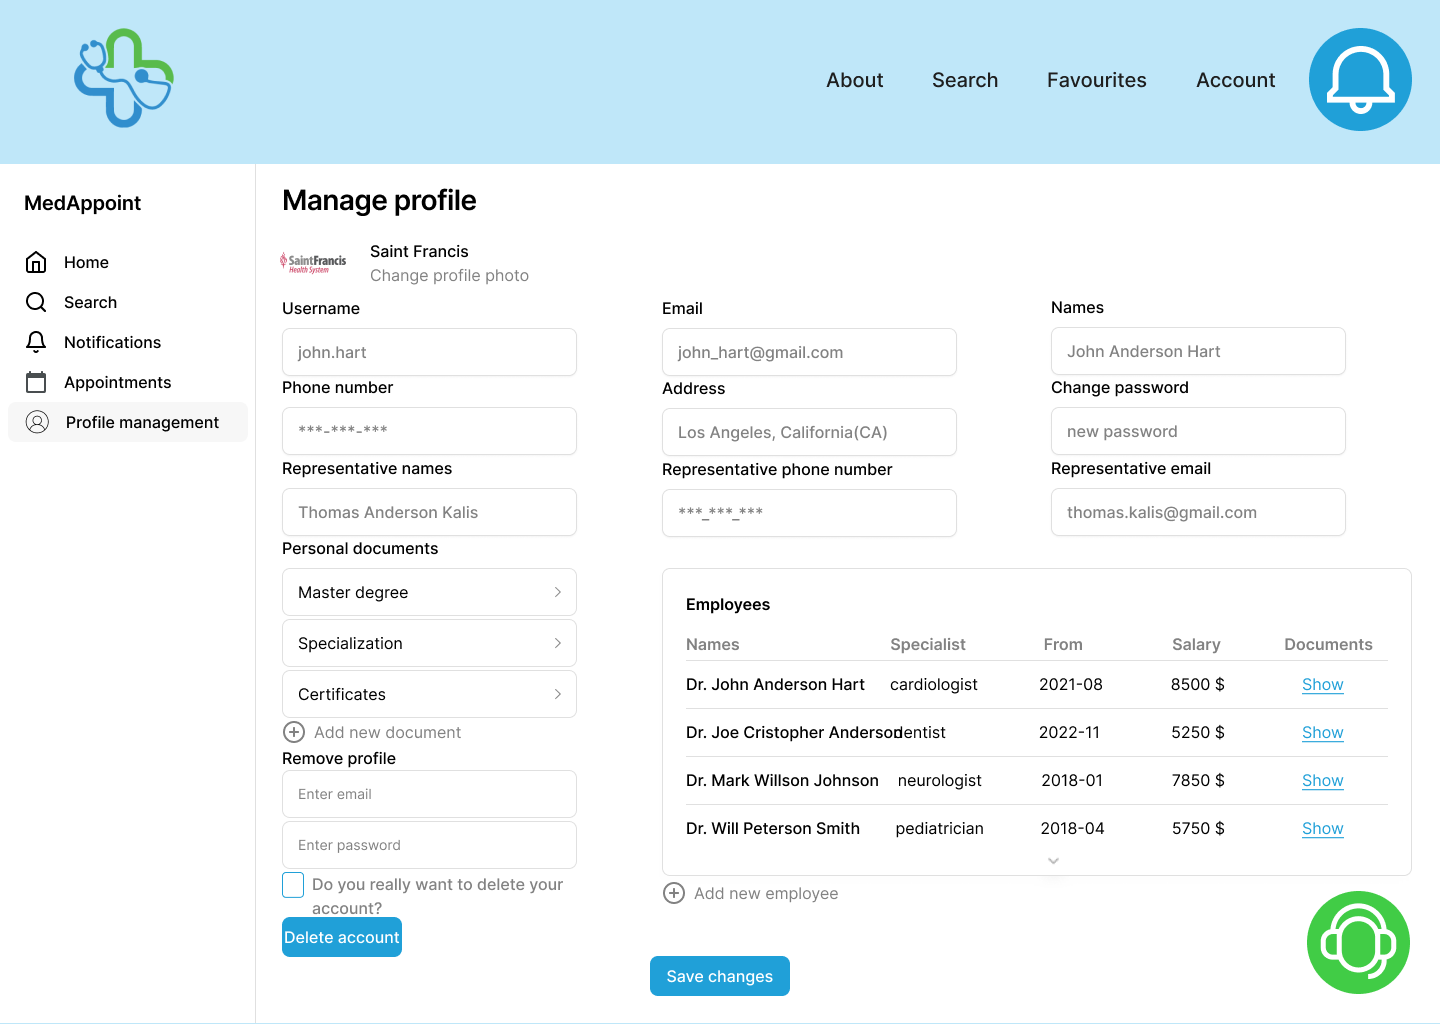 About
Search
Favourites
Account
MedAppoint
Home
Search
Notifications
Appointments
Profile management
Manage profile
SaintFrancis
Health System
Saint Francis
Change profile photo
Username
Email
Names
john.hart
john_hart@gmail.com
John Anderson Hart
Phone number
Address
Change password
***-***-***
Los Angeles, California(CA)
new password
Representative names
Representative phone number
Representative email
Thomas Anderson Kalis
***_***_***
thomas.kalis@gmail.com
Personal documents
Master degree
Specialization
Certificates
Add new document
Remove profile
Enter email
Enter password
Do you really want to delete your
account?
Delete account
Employees
Names Specialist From Salary Documents
Dr. John Anderson Hart cardiologist 2021-08 8500 $ Show
Dr. Joe Cristopher Anderson dentist 2022-11 5250 $ Show
Dr. Mark Willson Johnson neurologist 2018-01 7850 $ Show
Dr. Will Peterson Smith pediatrician 2018-04 5750 $ Show
Add new employee
Save changes